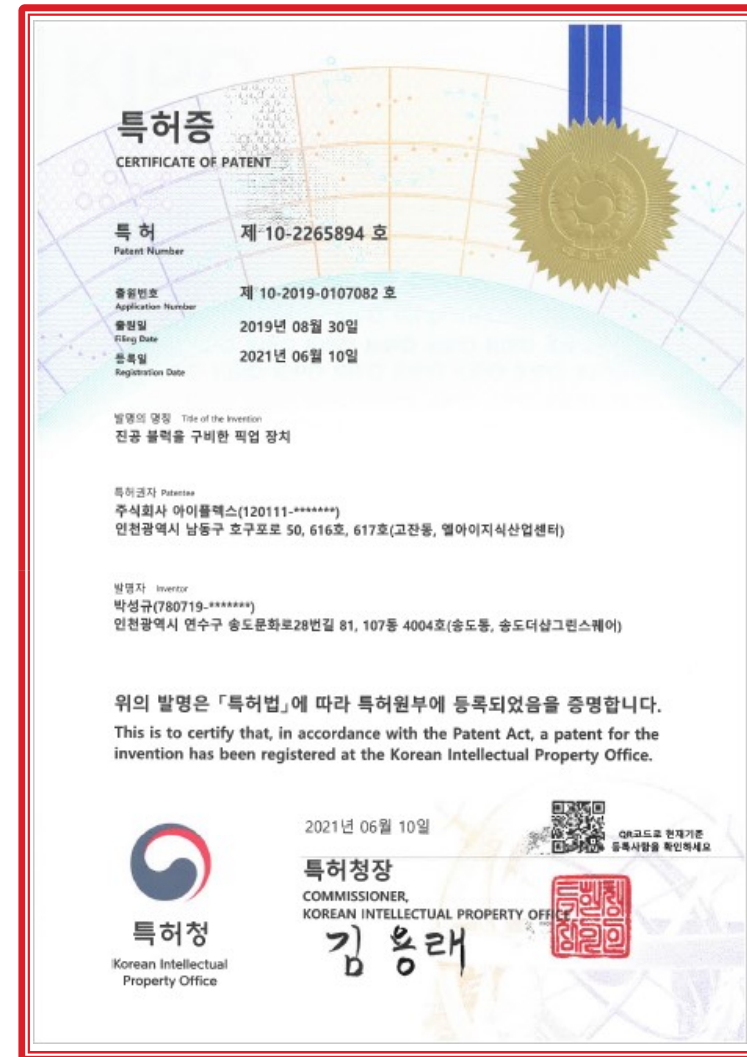 특허증
CERTIFICATE OF PATENT
특 허 제 10-2265894 호
Patent Number
출원번호 제 10-2019-0107082 호
Application Number
출원일 2019년 08월 30일
Filing Date
등록일 2021년 06월 10일
Registration Date
발명의 명칭 Title of the Invention
진공 블럭을 구비한 픽업 장치
특허권자 Patentee
주식회사 아이플렉스(120111-*******)
인천광역시 남동구 호구포로 50, 616호, 617호(고잔동, 엘아이지식산업센터)
발명자 Inventor
박성규(780719-*******)
인천광역시 연수구 송도문화로28번길 81, 107동 4004호(송도동, 송도더샵그린스퀘어)
위의 발명은 「특허법」에 따라 특허원부에 등록되었음을 증명합니다.
This is to certify that, in accordance with the Patent Act, a patent for the
invention has been registered at the Korean Intellectual Property Office.
2021년 06월 10일
QR코드로 현재기준
등록사항을 확인하세요
특허청장
COMMISSIONER,
KOREAN INTELLECTUAL PROPERTY OFFICE
김용래
특허청
Korean Intellectual
Property Office